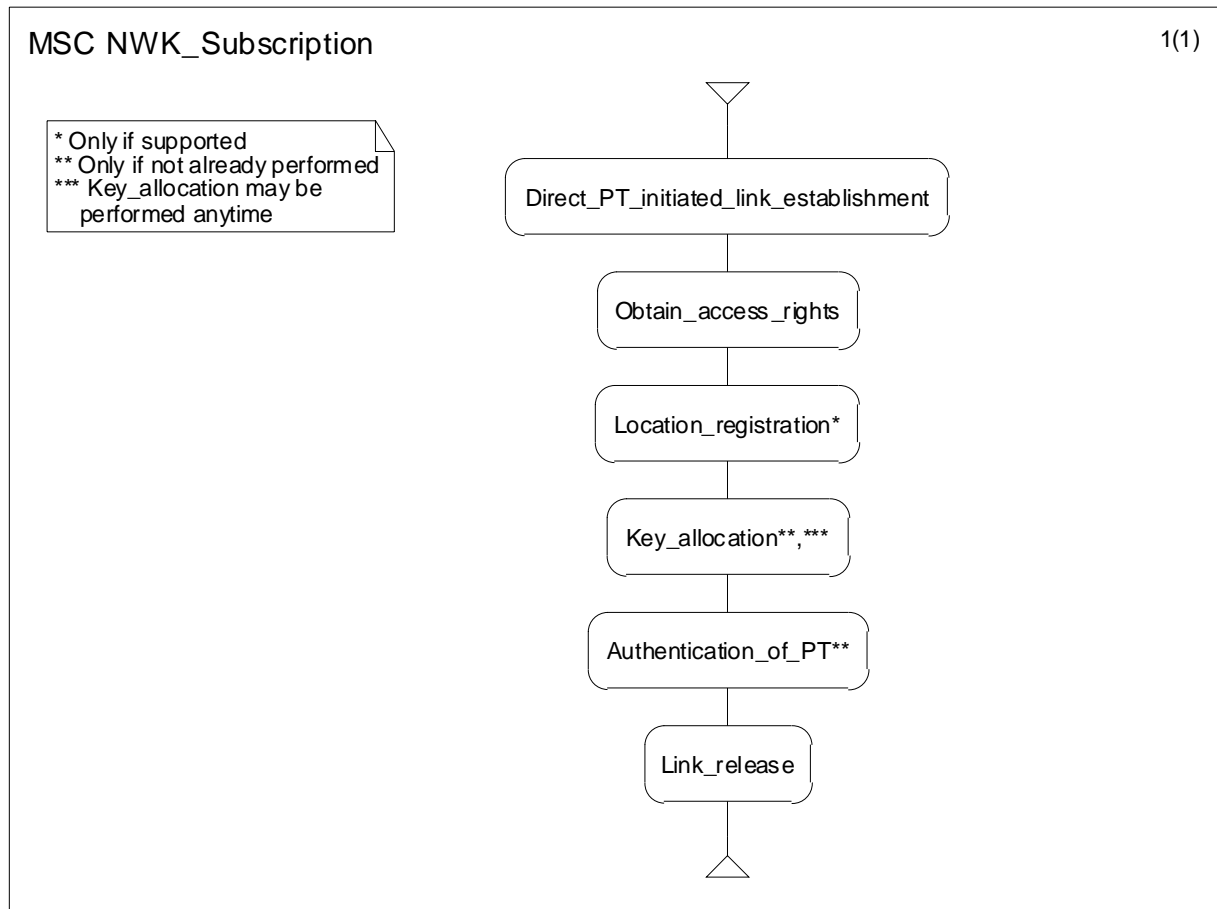 MSC NWK_Subscription
1(1)
* Only if supported
** Only if not already performed
*** Key_allocation may be
performed anytime
Direct_PT_initiated_link_establishment
Obtain_access_rights
Location_registration*
Key_allocation**,***
Authentication_of_PT**
Link_release